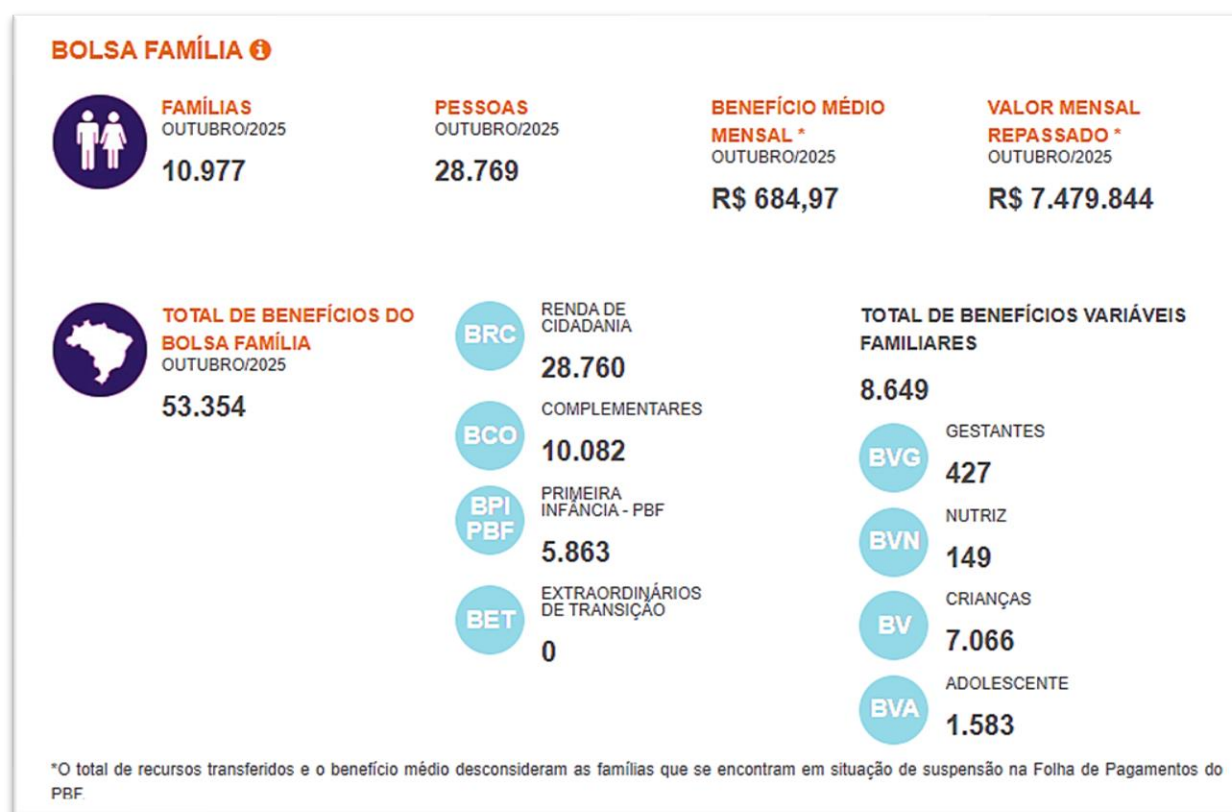 BOLSA FAMÍLIA
FAMÍLIAS
OUTUBRO/2025
10.977
PESSOAS
OUTUBRO/2025
28.769
BENEFÍCIO MÉDIO
MENSAL *
OUTUBRO/2025
R$ 684,97
VALOR MENSAL
REPASSADO *
OUTUBRO/2025
R$ 7.479.844
TOTAL DE BENEFÍCIOS DO
BOLSA FAMÍLIA
OUTUBRO/2025
53.354
BRC
RENDA DE
CIDADANIA
28.760
BCO
COMPLEMENTARES
10.082
BPI
PBF
PRIMEIRA
INFÂNCIA - PBF
5.863
BET
EXTRAORDINÁRIOS
DE TRANSIÇÃO
0
TOTAL DE BENEFÍCIOS VARIÁVEIS
FAMILIARES
8.649
BVG
GESTANTES
427
BVN
NUTRIZ
149
BV
CRIANÇAS
7.066
BVA
ADOLESCENTE
1.583
*O total de recursos transferidos e o benefício médio desconsideram as famílias que se encontram em situação de suspensão na Folha de Pagamentos do
PBF.